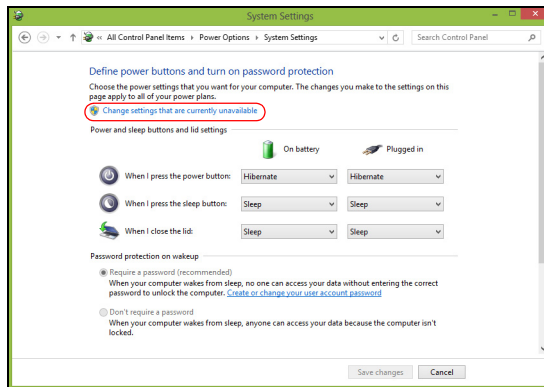 System Settings
« All Control Panel Items ▸ Power Options ▸ System Settings
Search Control Panel
Define power buttons and turn on password protection
Choose the power settings that you want for your computer. The changes you make to the settings on this
page apply to all of your power plans.
Change settings that are currently unavailable
Power and sleep buttons and lid settings
On battery Plugged in
When I press the power button: Hibernate Hibernate
When I press the sleep button: Sleep Sleep
When I close the lid: Sleep Sleep
Password protection on wakeup
Require a password (recommended)
When your computer wakes from sleep, no one can access your data without entering the correct
password to unlock the computer. Create or change your user account password
Don't require a password
When your computer wakes from sleep, anyone can access your data because the computer isn't
locked.
Save changes Cancel